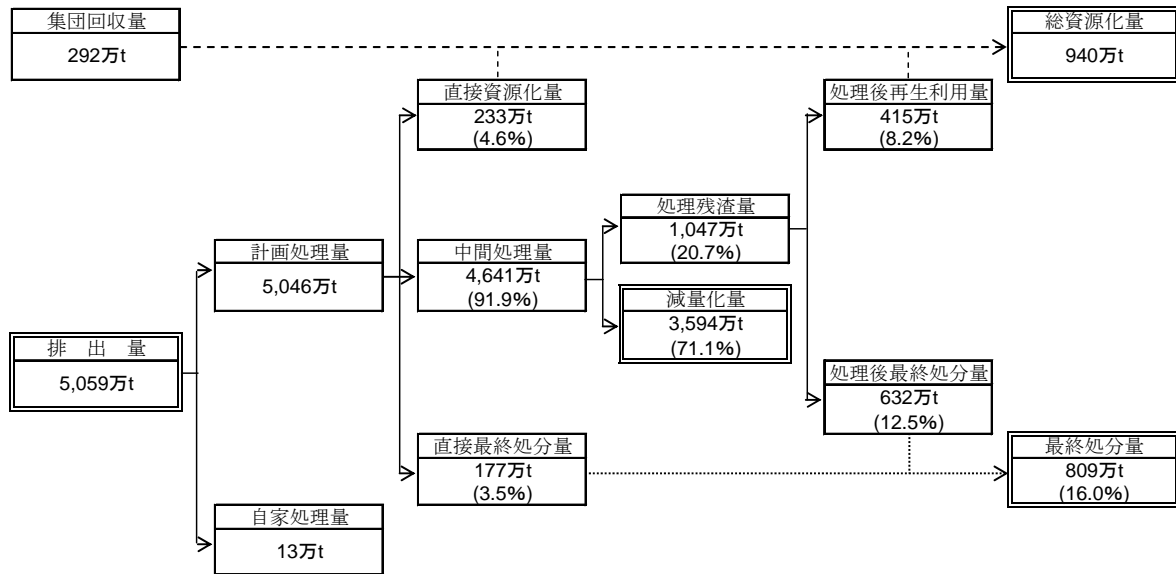 集団回収量
292万t
総資源化量
940万t
直接資源化量
233万t
(4.6%)
処理後再生利用量
415万t
(8.2%)
計画処理量
5,046万t
中間処理量
4,641万t
(91.9%)
処理残渣量
1,047万t
(20.7%)
減量化量
3,594万t
(71.1%)
排 出 量
5,059万t
処理後最終処分量
632万t
(12.5%)
直接最終処分量
177万t
(3.5%)
最終処分量
809万t
(16.0%)
自家処理量
13万t